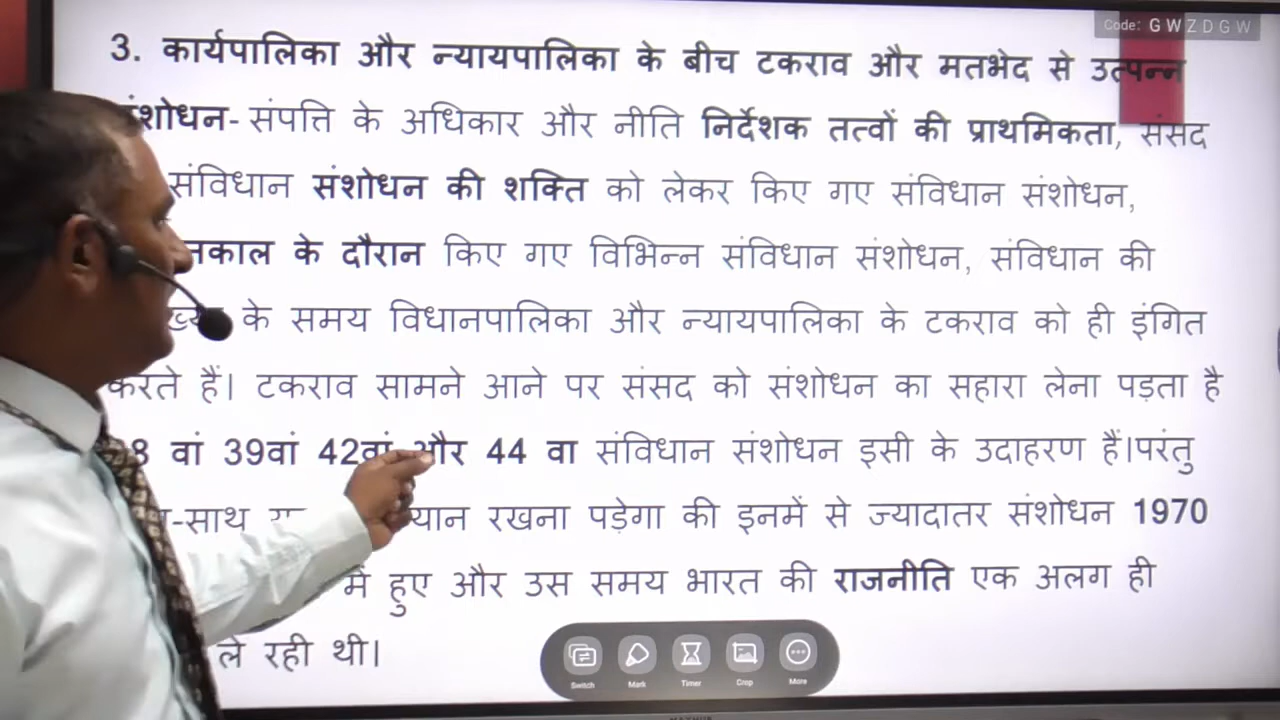 Code: GWZDGW
3. कार्यपालिका और न्यायपालिका के बीच टकराव और मतभेद से उत्पन्न
संशोधन- संपत्ति के अधिकार और नीति निर्देशक तत्वों की प्राथमिकता, संसद
संविधान संशोधन की शक्ति को लेकर किए गए संविधान संशोधन,
के दौरान किए गए विभिन्न संविधान संशोधन, संविधान की
के समय विधानपालिका और न्यायपालिका के टकराव को ही इंगित
करते हैं। टकराव सामने आने पर संसद को संशोधन का सहारा लेना पड़ता है
वां 39वां 42वां और 44 वा संविधान संशोधन इसी के उदाहरण हैं।परंतु
-साथ रखना पड़ेगा की इनमें से ज्यादातर संशोधन 1970
में हुए और उस समय भारत की राजनीति एक अलग ही
ले रही थी।
Switch Mark Timer Crop More